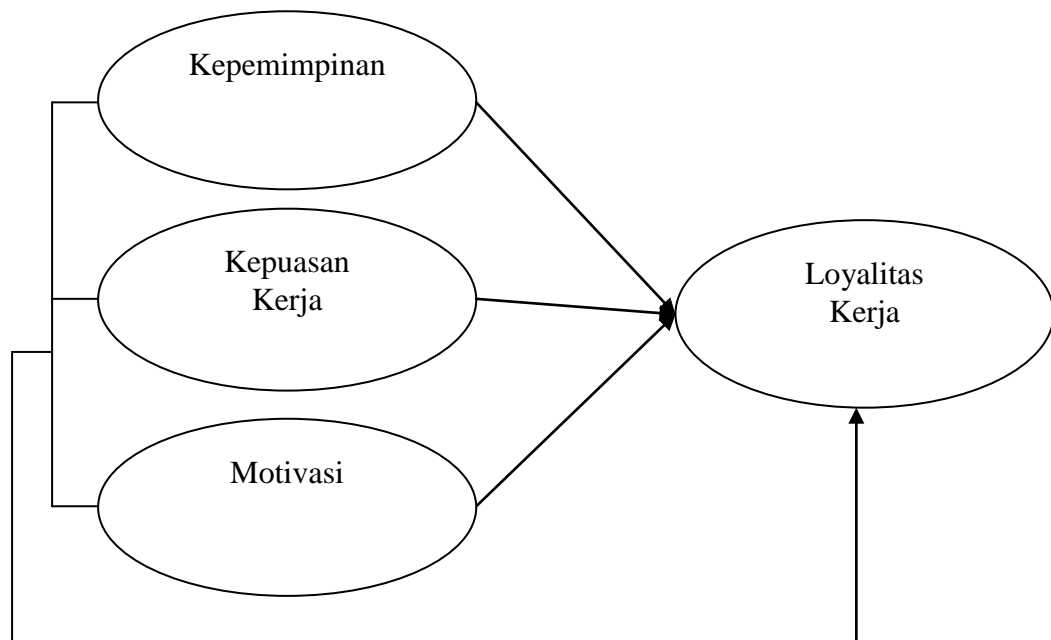 Kepemimpinan
Kepuasan
Kerja
Motivasi
Loyalitas
Kerja